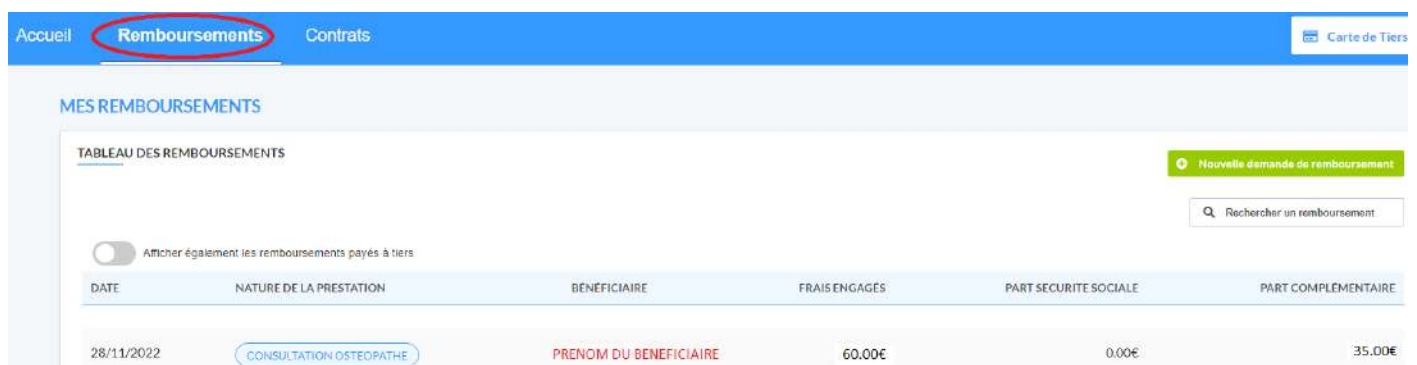 Accueil Remboursements Contrats Carte de Tiers
MES REMBOURSEMENTS
TABLEAU DES REMBOURSEMENTS
Nouvelle demande de remboursement
Rechercher un remboursement
Afficher également les remboursements payés à tiers
DATE NATURE DE LA PRESTATION BÉNÉFICIAIRE FRAIS ENGAGÉS PART SECURITE SOCIALE PART COMPLÉMENTAIRE
28/11/2022 CONSULTATION OSTEOPATHE PRENOM DU BENEFICIAIRE 60.00€ 0.00€ 35.00€